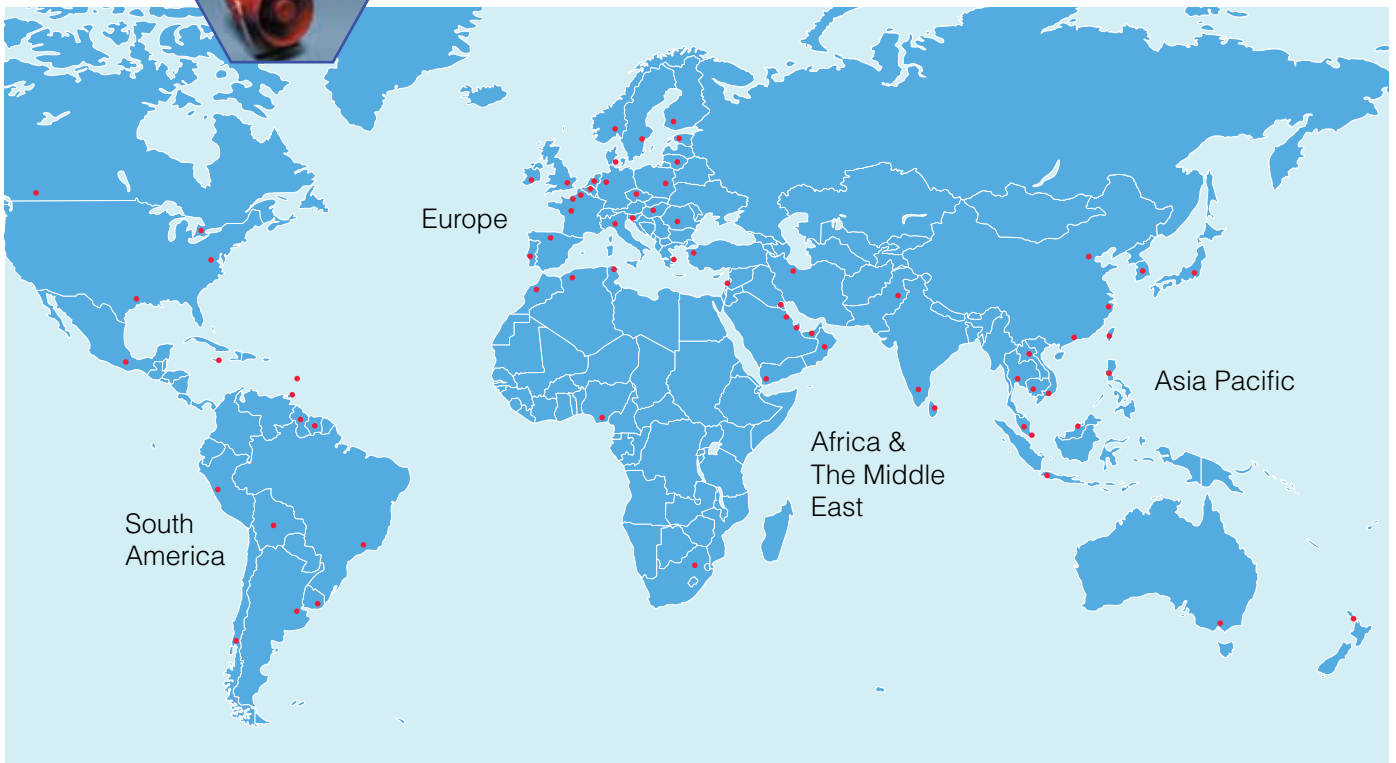 Europe
Asia Pacific
Africa &
The Middle
East
South
America